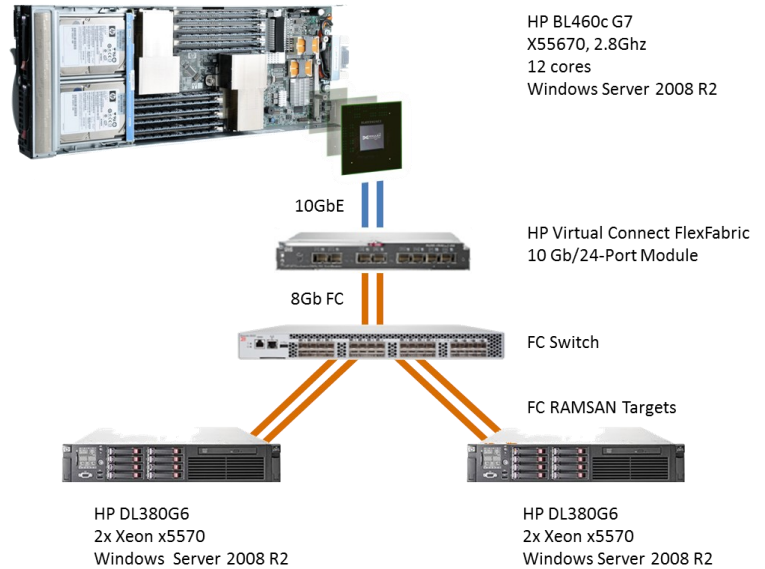 HP BL460c G7
X55670, 2.8Ghz
12 cores
Windows Server 2008 R2
10GbE
HP Virtual Connect FlexFabric
10 Gb/24-Port Module
8Gb FC
FC Switch
FC RAMSAN Targets
HP DL380G6
2x Xeon x5570
Windows Server 2008 R2
HP DL380G6
2x Xeon x5570
Windows Server 2008 R2